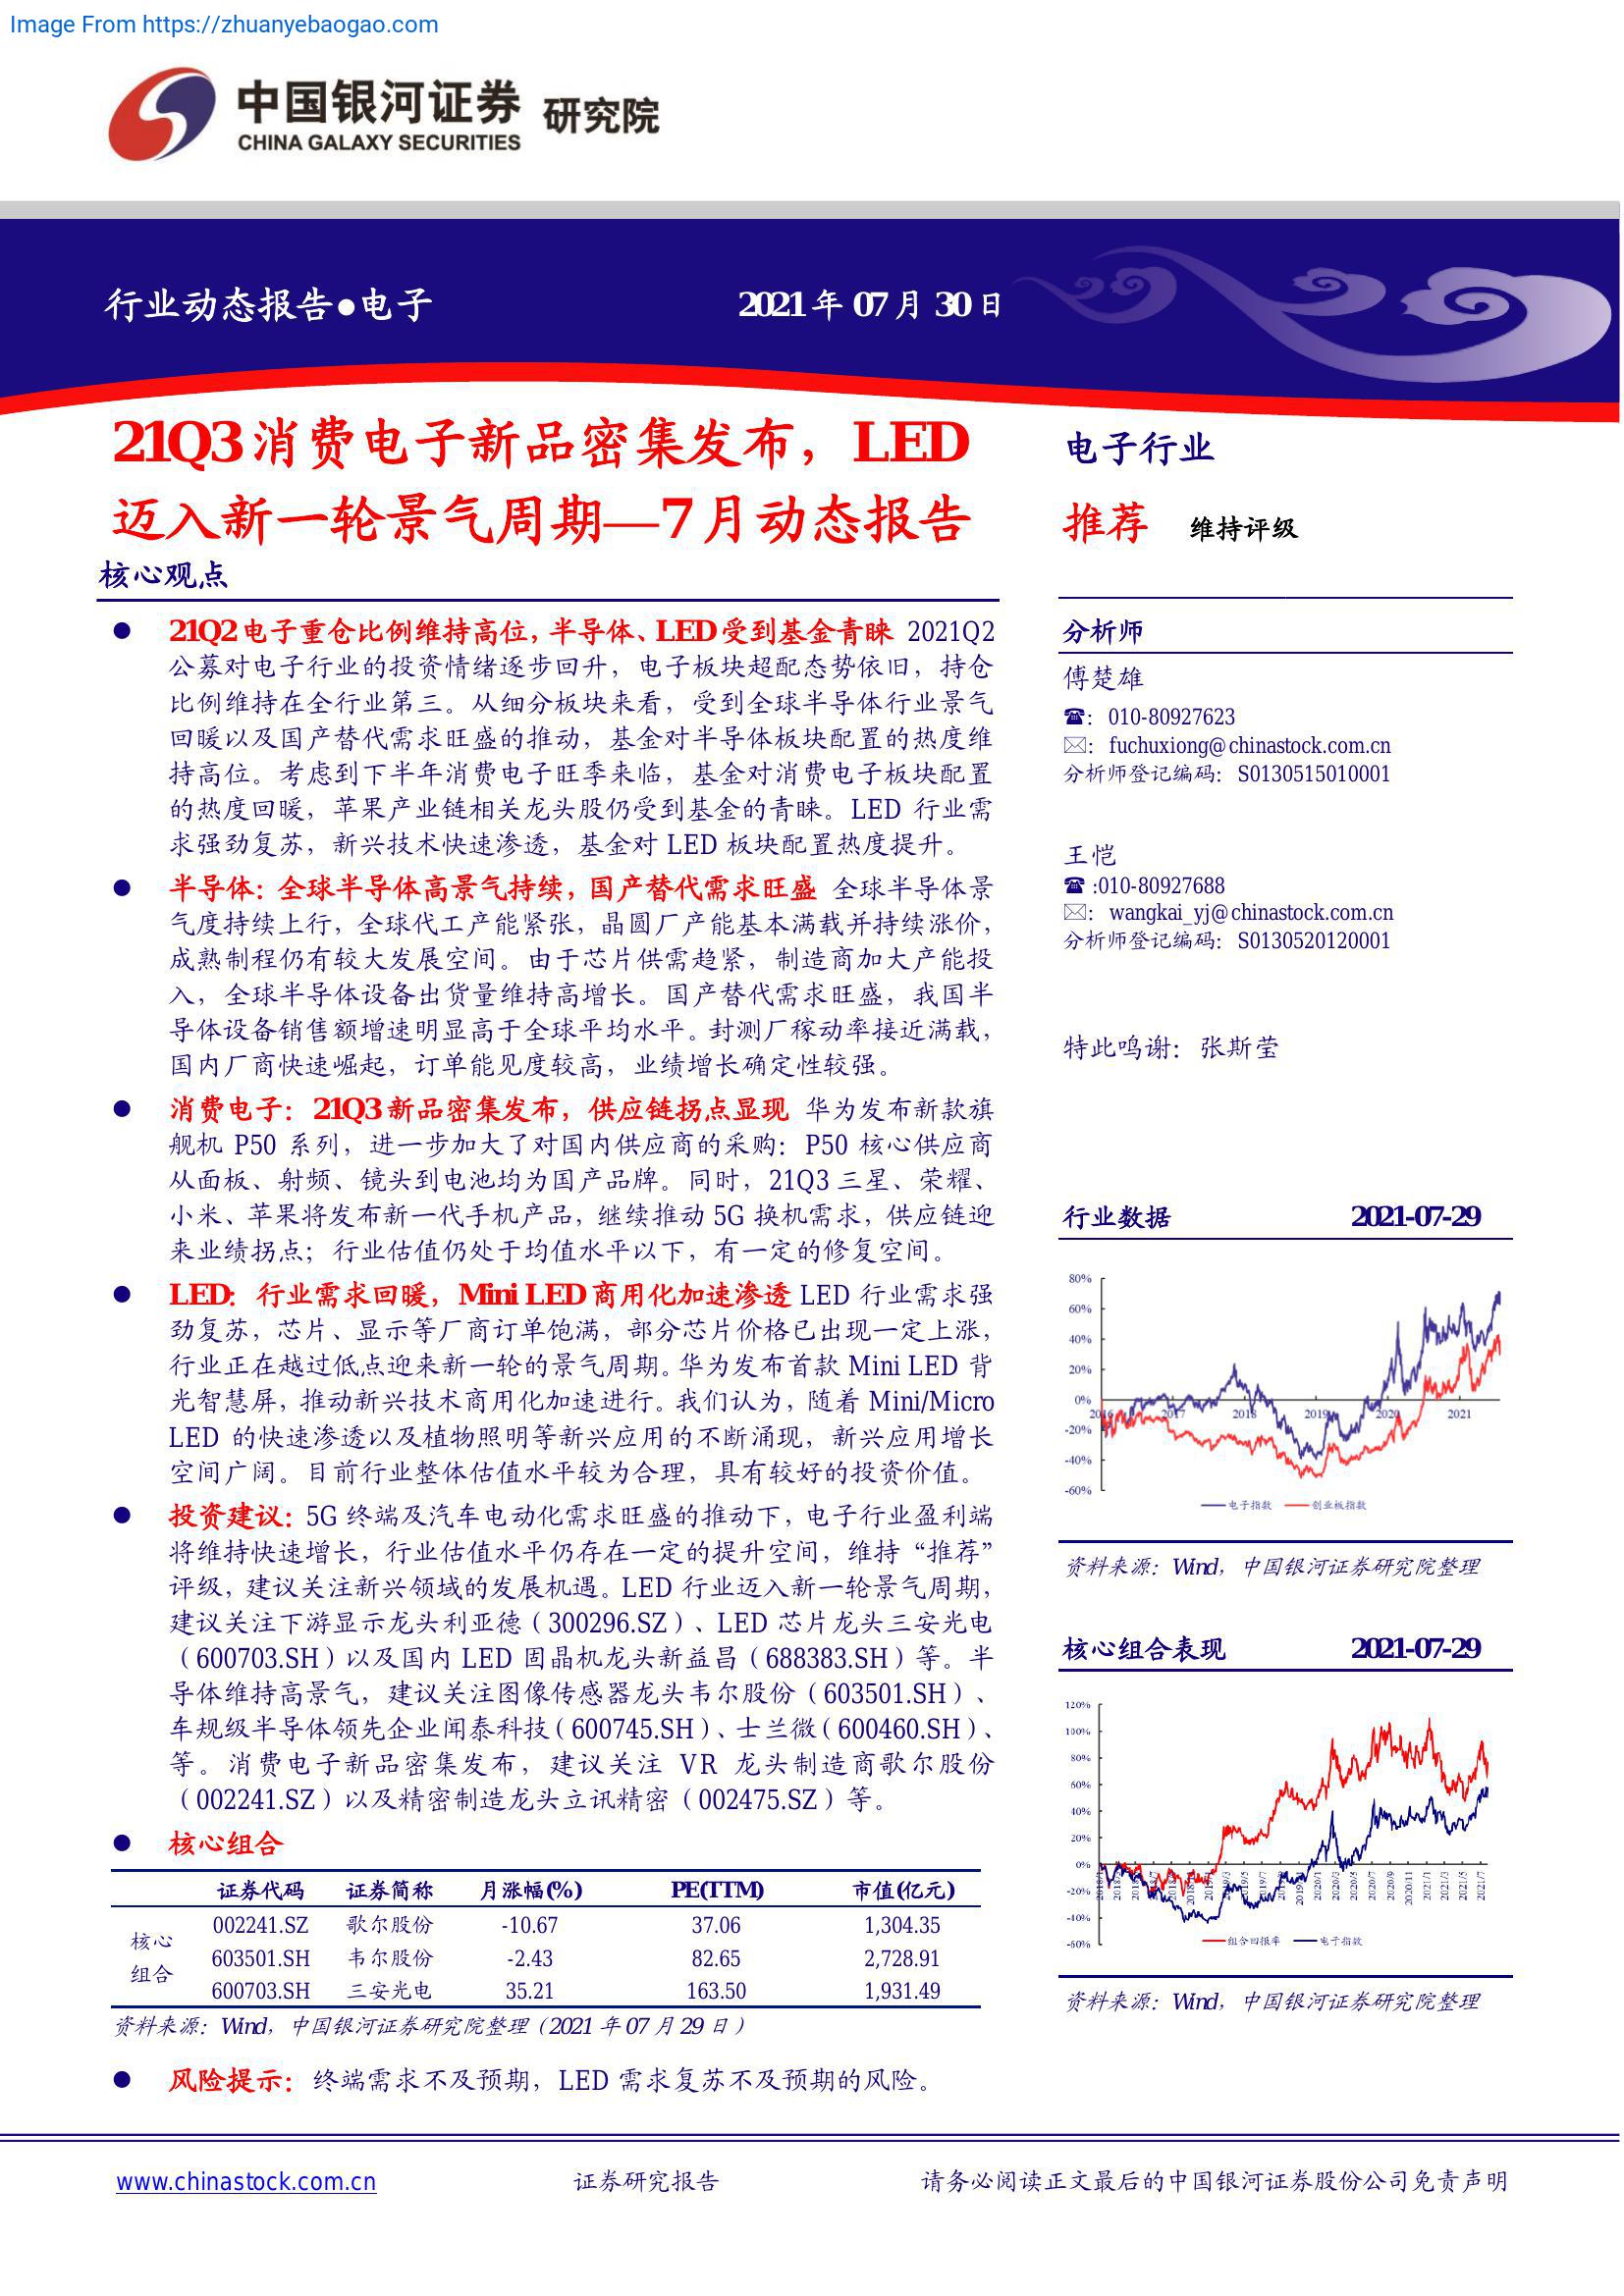 Image From https://zhuanyebaogao.com
中国银河证券 研究院
CHINA GALAXY SECURITIES
行业动态报告●电子 2021年 07月 30日
21Q3消费电子新品密集发布，LED
迈入新一轮景气周期—7月动态报告
核心观点
● 21Q2电子重仓比例维持高位，半导体、LED受到基金青睐 2021Q2
公募对电子行业的投资情绪逐步回升，电子板块超配态势依旧，持仓
比例维持在全行业第三。从细分板块来看，受到全球半导体行业景气
回暖以及国产替代需求旺盛的推动，基金对半导体板块配置的热度维
持高位。考虑到下半年消费电子旺季来临，基金对消费电子板块配置
的热度回暖，苹果产业链相关龙头股仍受到基金的青睐。LED 行业需
求强劲复苏，新兴技术快速渗透，基金对 LED 板块配置热度提升。
● 半导体：全球半导体高景气持续，国产替代需求旺盛 全球半导体景
气度持续上行，全球代工产能紧张，晶圆厂产能基本满载并持续涨价，
成熟制程仍有较大发展空间。由于芯片供需趋紧，制造商加大产能投
入，全球半导体设备出货量维持高增长。国产替代需求旺盛，我国半
导体设备销售额增速明显高于全球平均水平。封测厂稼动率接近满载，
国内厂商快速崛起，订单能见度较高，业绩增长确定性较强。
● 消费电子：21Q3新品密集发布，供应链拐点显现 华为发布新款旗
舰机 P50 系列，进一步加大了对国内供应商的采购：P50 核心供应商
从面板、射频、镜头到电池均为国产品牌。同时，21Q3 三星、荣耀、
小米、苹果将发布新一代手机产品，继续推动 5G 换机需求，供应链迎
来业绩拐点；行业估值仍处于均值水平以下，有一定的修复空间。
● LED：行业需求回暖，Mini LED商用化加速渗透 LED 行业需求强
劲复苏，芯片、显示等厂商订单饱满，部分芯片价格已出现一定上涨，
行业正在越过低点迎来新一轮的景气周期。华为发布首款 Mini LED 背
光智慧屏，推动新兴技术商用化加速进行。我们认为，随着 Mini/Micro
LED 的快速渗透以及植物照明等新兴应用的不断涌现，新兴应用增长
空间广阔。目前行业整体估值水平较为合理，具有较好的投资价值。
● 投资建议：5G 终端及汽车电动化需求旺盛的推动下，电子行业盈利端
将维持快速增长，行业估值水平仍存在一定的提升空间，维持“推荐”
评级，建议关注新兴领域的发展机遇。LED 行业迈入新一轮景气周期，
建议关注下游显示龙头利亚德（300296.SZ）、LED 芯片龙头三安光电
（600703.SH）以及国内 LED 固晶机龙头新益昌（688383.SH）等。半
导体维持高景气，建议关注图像传感器龙头韦尔股份（603501.SH）、
车规级半导体领先企业闻泰科技（600745.SH）、士兰微（600460.SH）、
等。消费电子新品密集发布，建议关注 VR 龙头制造商歌尔股份
（002241.SZ）以及精密制造龙头立讯精密（002475.SZ）等。
● 核心组合
证券代码 证券简称 月涨幅(%) PE(TTM) 市值(亿元)
核心组合
002241.SZ 歌尔股份 -10.67 37.06 1,304.35
603501.SH 韦尔股份 -2.43 82.65 2,728.91
600703.SH 三安光电 35.21 163.50 1,931.49
资料来源：Wind，中国银河证券研究院整理（2021 年 07 月 29 日）
● 风险提示：终端需求不及预期，LED 需求复苏不及预期的风险。
电子行业
推荐 维持评级
分析师
傅楚雄
☎：010-80927623
✉：fuchuxiong@chinastock.com.cn
分析师登记编码：S0130515010001
王恺
☎:010-80927688
✉：wangkai_yj@chinastock.com.cn
分析师登记编码：S0130520120001
特此鸣谢：张斯莹
行业数据 2021-07-29
80%
60%
40%
20%
0%
-20%
-40%
-60%
2016 2017 2018 2019 2020 2021
电子指数 创业板指数
资料来源：Wind，中国银河证券研究院整理
核心组合表现 2021-07-29
120%
100%
80%
60%
40%
20%
0%
-20%
-40%
-60%
2019/3 2019/5 2019/7 2020/1 2020/3 2020/5 2020/7 2020/9 2020/11 2021/1 2021/3 2021/5 2021/7
组合回报率 电子指数
资料来源：Wind，中国银河证券研究院整理
www.chinastock.com.cn 证券研究报告 请务必阅读正文最后的中国银河证券股份公司免责声明